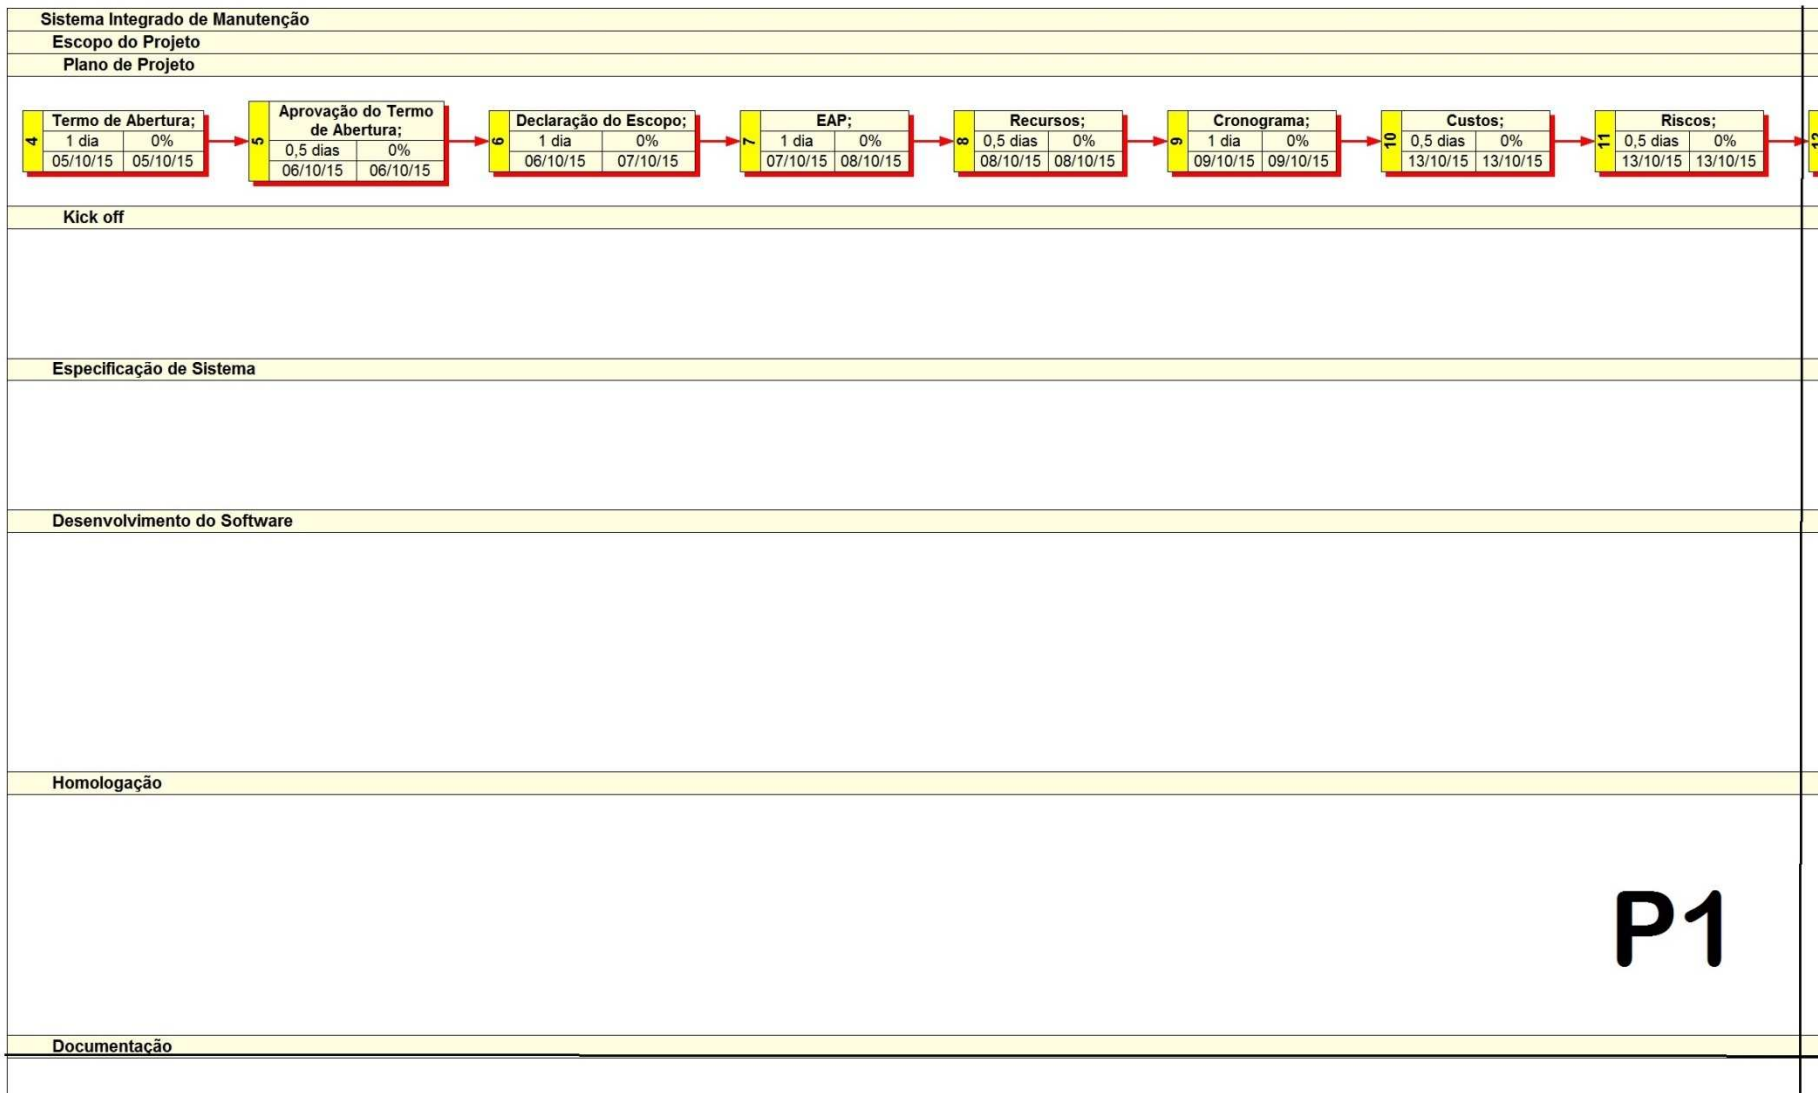 Sistema Integrado de Manutenção
Escopo do Projeto
Plano de Projeto
4
Termo de Abertura;
1 dia 0%
05/10/15 05/10/15
5
Aprovação do Termo
de Abertura;
0,5 dias 0%
06/10/15 06/10/15
6
Declaração do Escopo;
1 dia 0%
06/10/15 07/10/15
7
EAP;
1 dia 0%
07/10/15 08/10/15
8
Recursos;
0,5 dias 0%
08/10/15 08/10/15
9
Cronograma;
1 dia 0%
09/10/15 09/10/15
10
Custos;
0,5 dias 0%
13/10/15 13/10/15
11
Riscos;
0,5 dias 0%
13/10/15 13/10/15
Kick off
Especificação de Sistema
Desenvolvimento do Software
Homologação
P1
Documentação